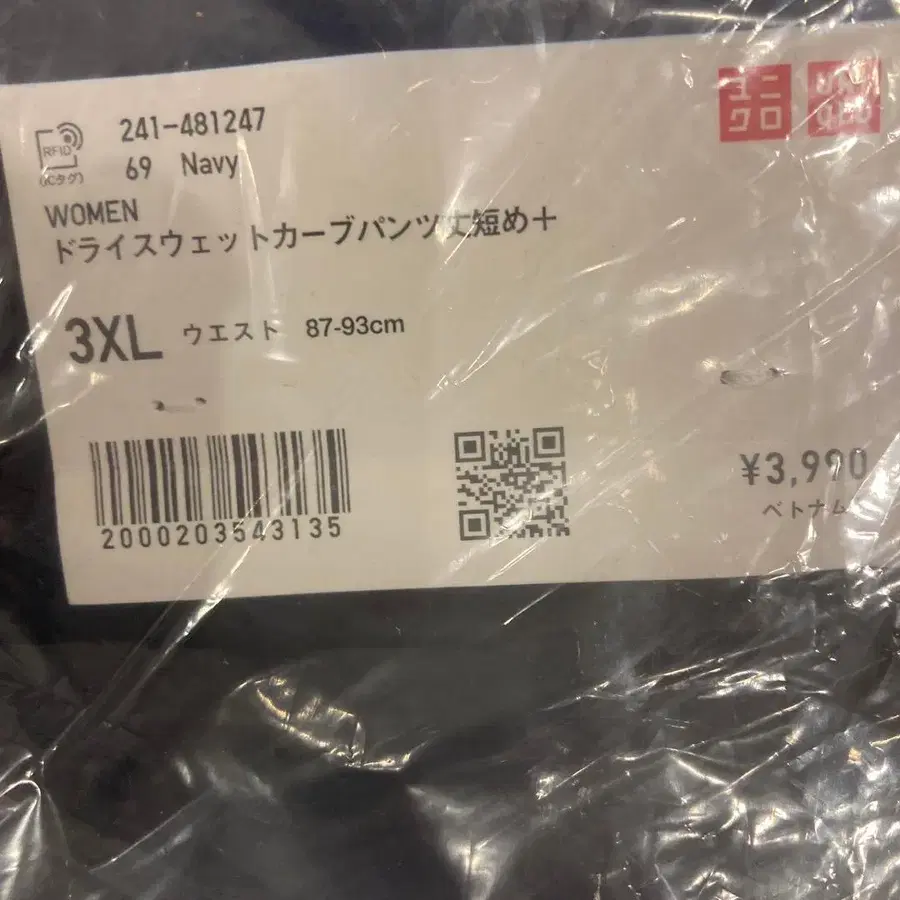 ユニクロ
UNIQLO
RFID
(ICタグ)
241-481247
69 Navy
WOMEN
ドライスウェットカーブパンツ丈短め＋
3XL ウエスト 87-93cm
2000203543135
¥3,990
ベトナム